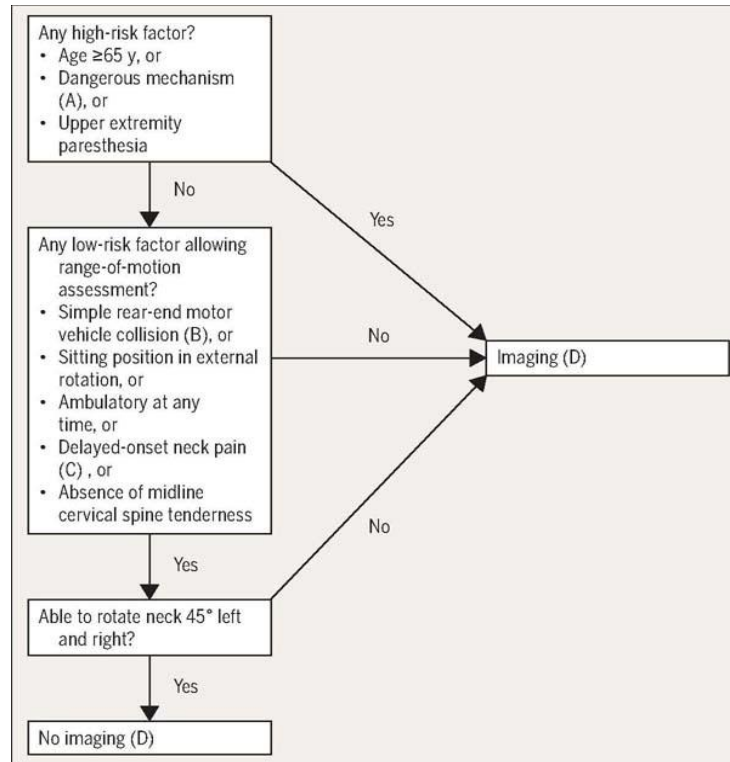 Any high-risk factor?
• Age ≥65 y, or
• Dangerous mechanism
(A), or
• Upper extremity
paresthesia
No
Yes
Any low-risk factor allowing
range-of-motion
assessment?
• Simple rear-end motor
vehicle collision (B), or
• Sitting position in external
rotation, or
• Ambulatory at any
time, or
• Delayed-onset neck pain
(C) , or
• Absence of midline
cervical spine tenderness
No
Imaging (D)
Yes
No
Able to rotate neck 45° left
and right?
Yes
No imaging (D)